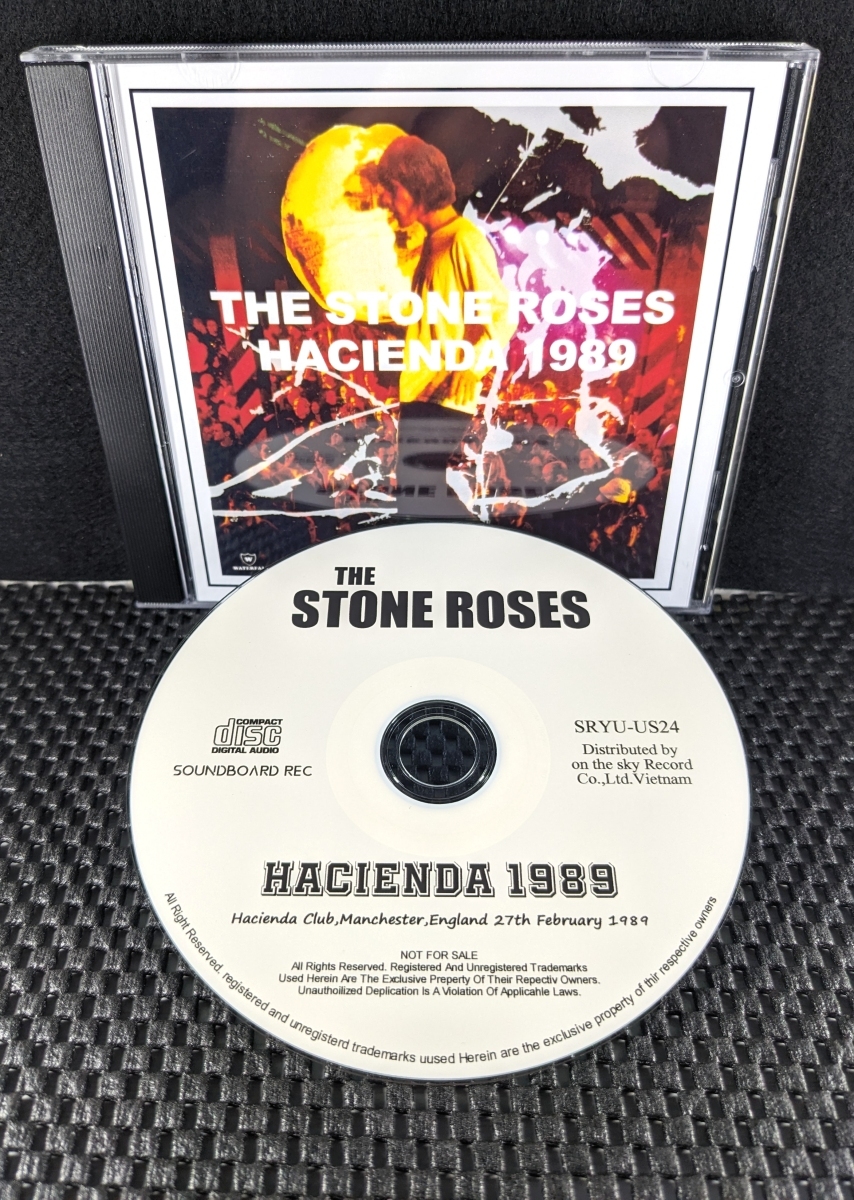 THE STONE ROSES
HACIENDA 1989
W
THE
STONE ROSES
COMPACT
disc
DIGITAL AUDIO
SOUNDBOARD REC
SRYU-US24
Distributed by
on the sky Record
Co.,Ltd.Vietnam
HACIENDA 1989
Hacienda Club,Manchester,England 27th February 1989
NOT FOR SALE
All Rights Reserved. Registered And Unregistered Trademarks
Used Herein Are The Exclusive Preperty Of Their Repectiv Owners.
Unauthoilized Deplication Is A Violation Of Applicahle Laws.
All Right Reserved. registered and unregisterd trademarks uused Herein are the exclusive property of thir respective owners